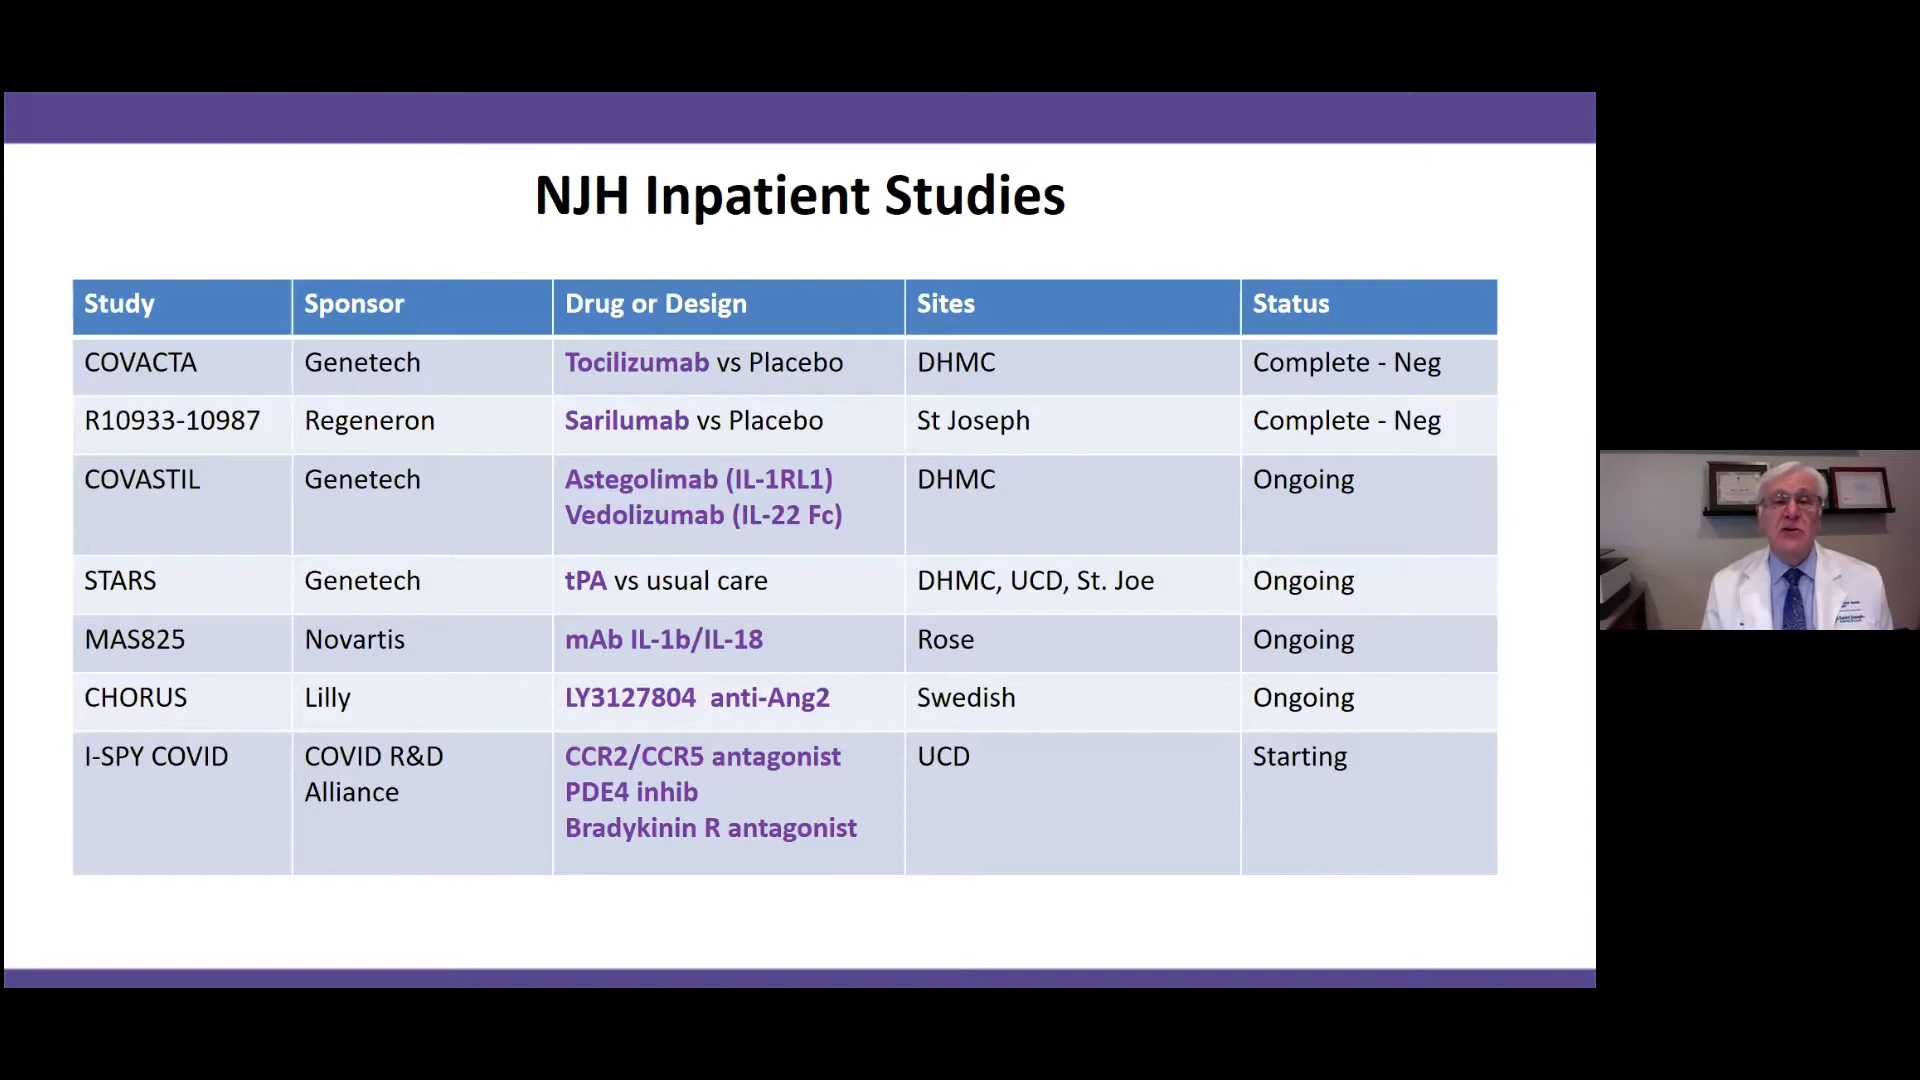 NJH Inpatient Studies
Study Sponsor Drug or Design Sites Status
COVACTA Genetech Tocilizumab vs Placebo DHMC Complete - Neg
R10933-10987 Regeneron Sarilumab vs Placebo St Joseph Complete - Neg
COVASTIL Genetech Astegolimab (IL-1RL1) DHMC Ongoing
Vedolizumab (IL-22 Fc)
STARS Genetech tPA vs usual care DHMC, UCD, St. Joe Ongoing
MAS825 Novartis mAb IL-1b/IL-18 Rose Ongoing
CHORUS Lilly LY3127804 anti-Ang2 Swedish Ongoing
I-SPY COVID COVID R&D CCR2/CCR5 antagonist UCD Starting
Alliance PDE4 inhib
Bradykinin R antagonist